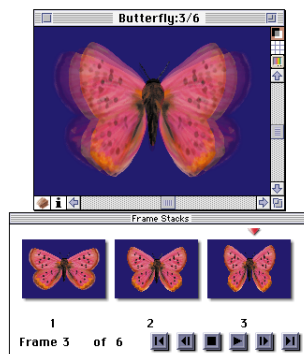 Butterfly:3/6
i
Frame Stacks
1 2 3
Frame 3 of 6